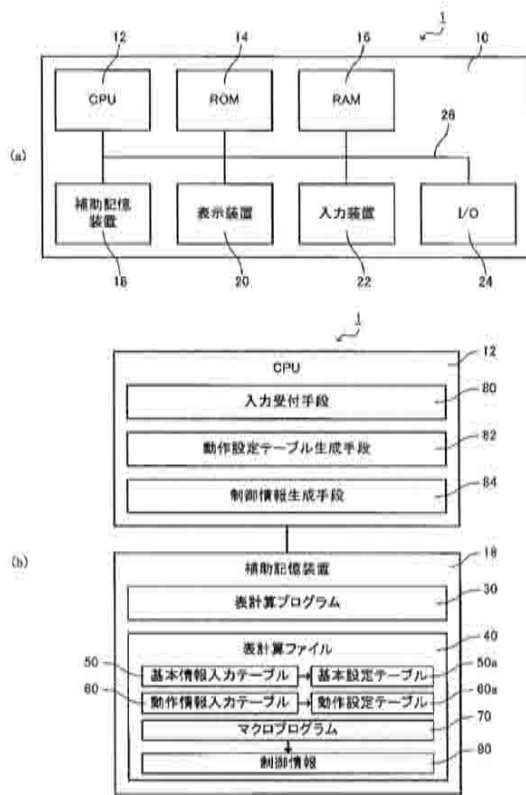 1
12
14
16
10
CPU
ROM
RAM
26
(a)
補助記憶
装置
表示装置
入力装置
I/O
18
20
22
24
1
12
CPU
入力受付手段
80
動作設定テーブル生成手段
82
制御情報生成手段
84
(b)
18
補助記憶装置
表計算プログラム
30
表計算ファイル
40
50
基本情報入力テーブル
基本設定テーブル
50a
60
動作情報入力テーブル
動作設定テーブル
60a
マクロプログラム
70
制御情報
90